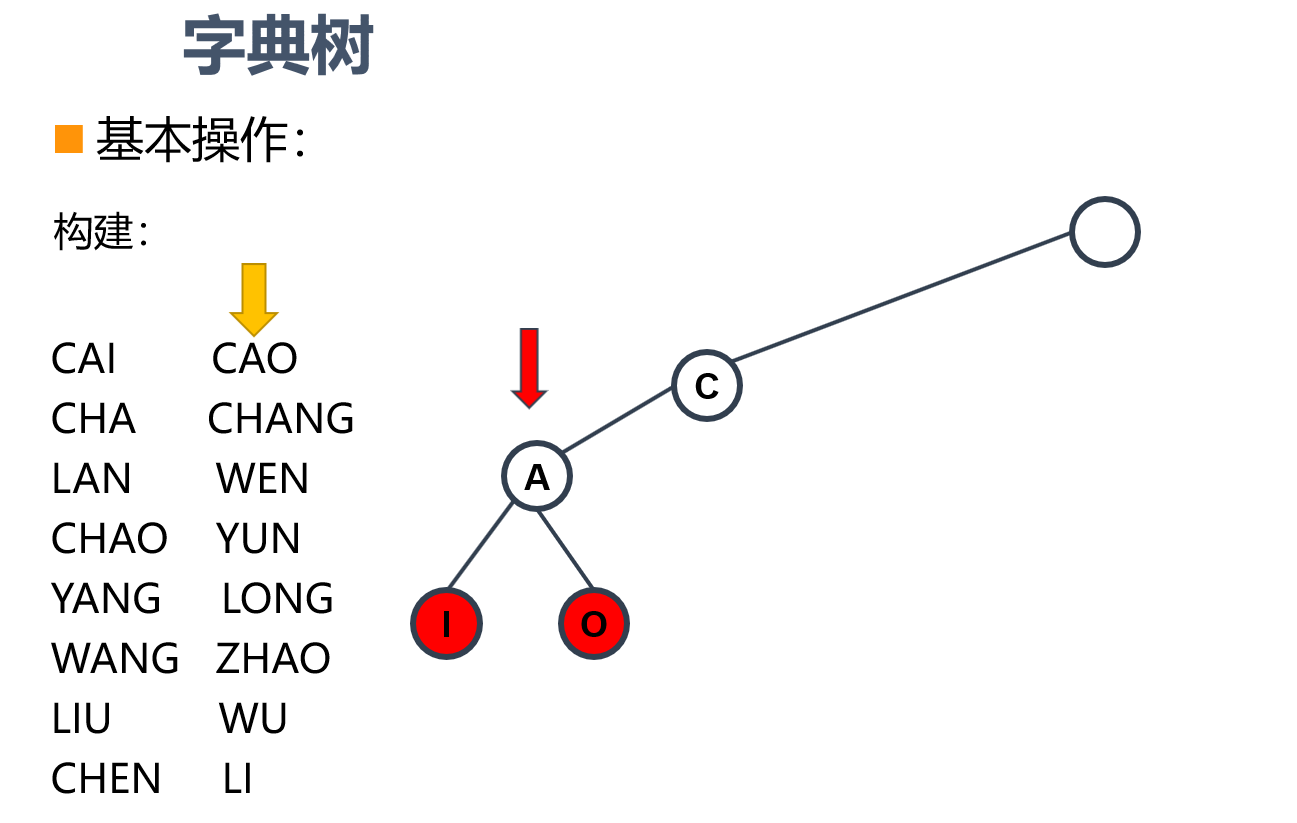 字典树
基本操作：
构建：
CAI CAO
CHA CHANG
LAN WEN
CHAO YUN
YANG LONG
WANG ZHAO
LIU WU
CHEN LI
C
A
I O